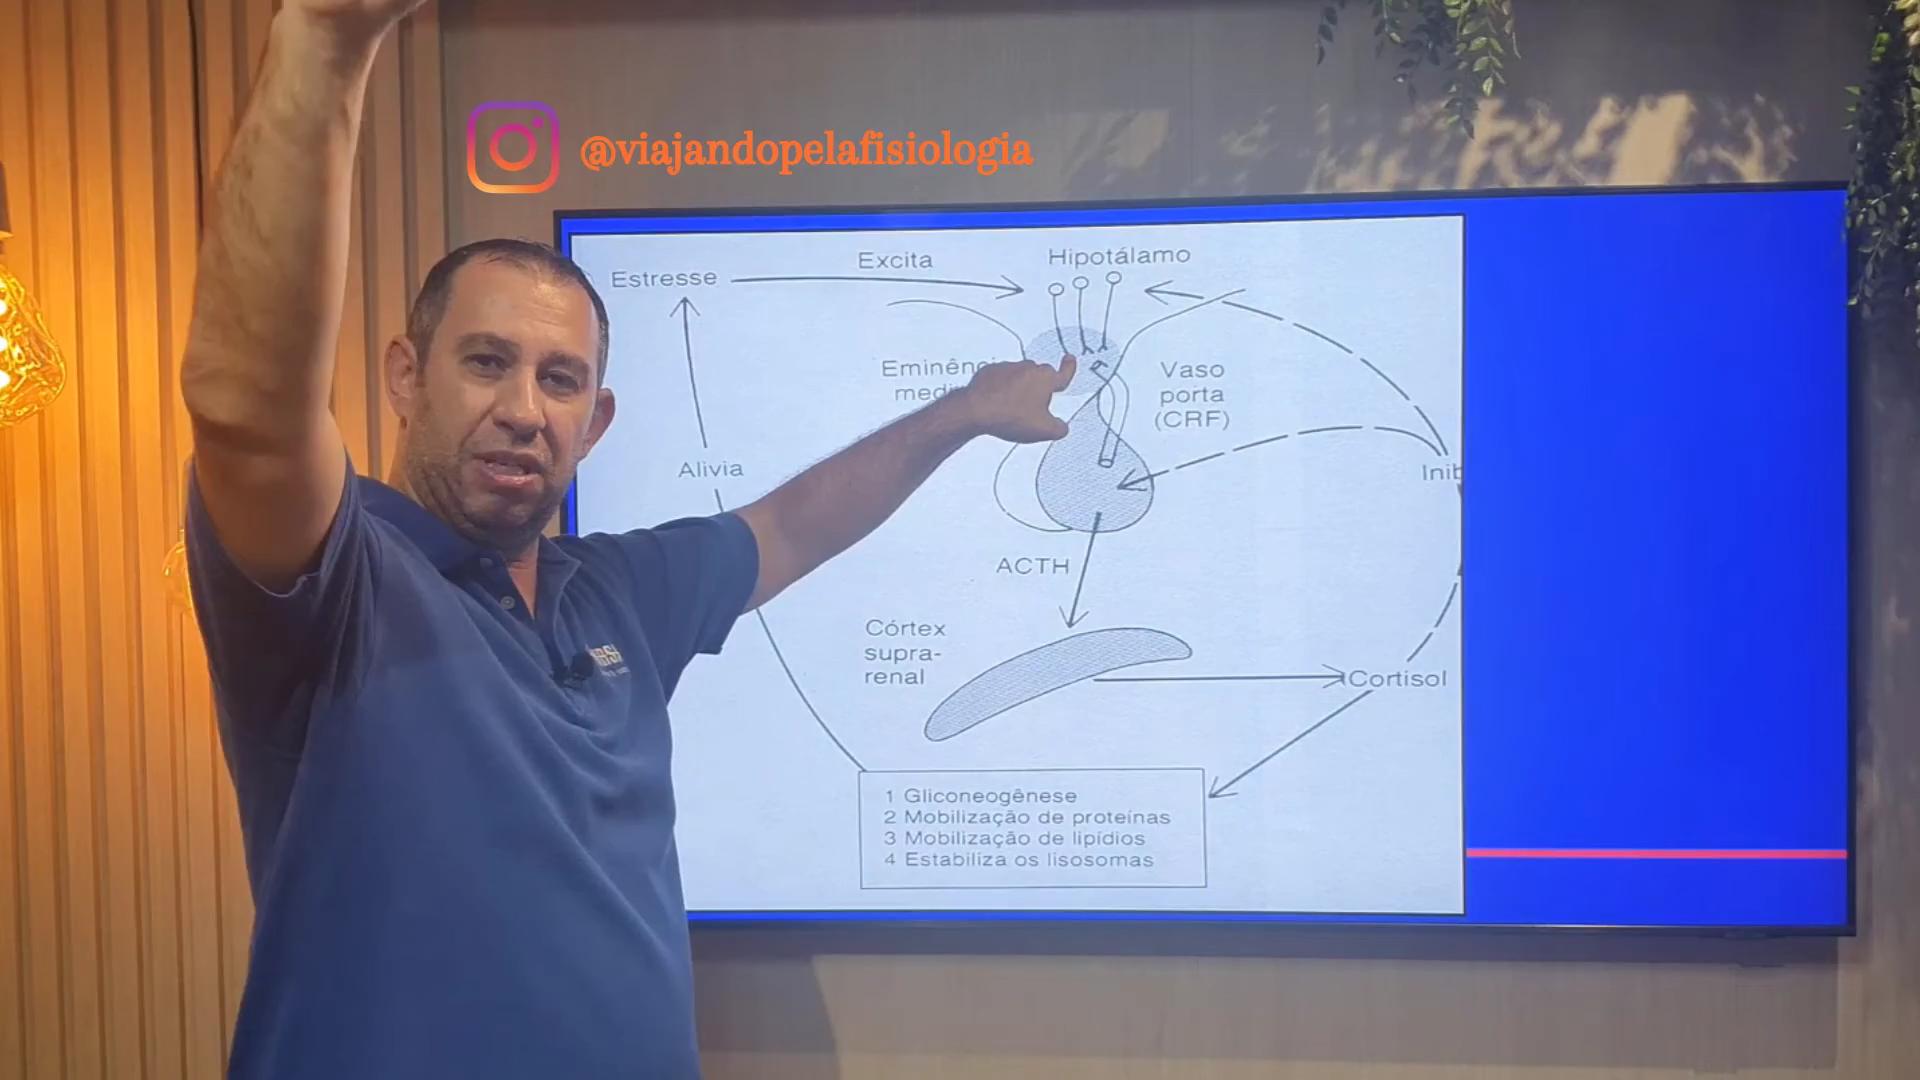 @viajandopelafisiologia
Estresse
Excita
Hipotálamo
Vaso
porta
(CRF)
Alivia
ACTH
Córtex
supra-
renal
Cortisol
1 Gliconeogênese
2 Mobilização de proteínas
3 Mobilização de lipídios
4 Estabiliza os lisosomas